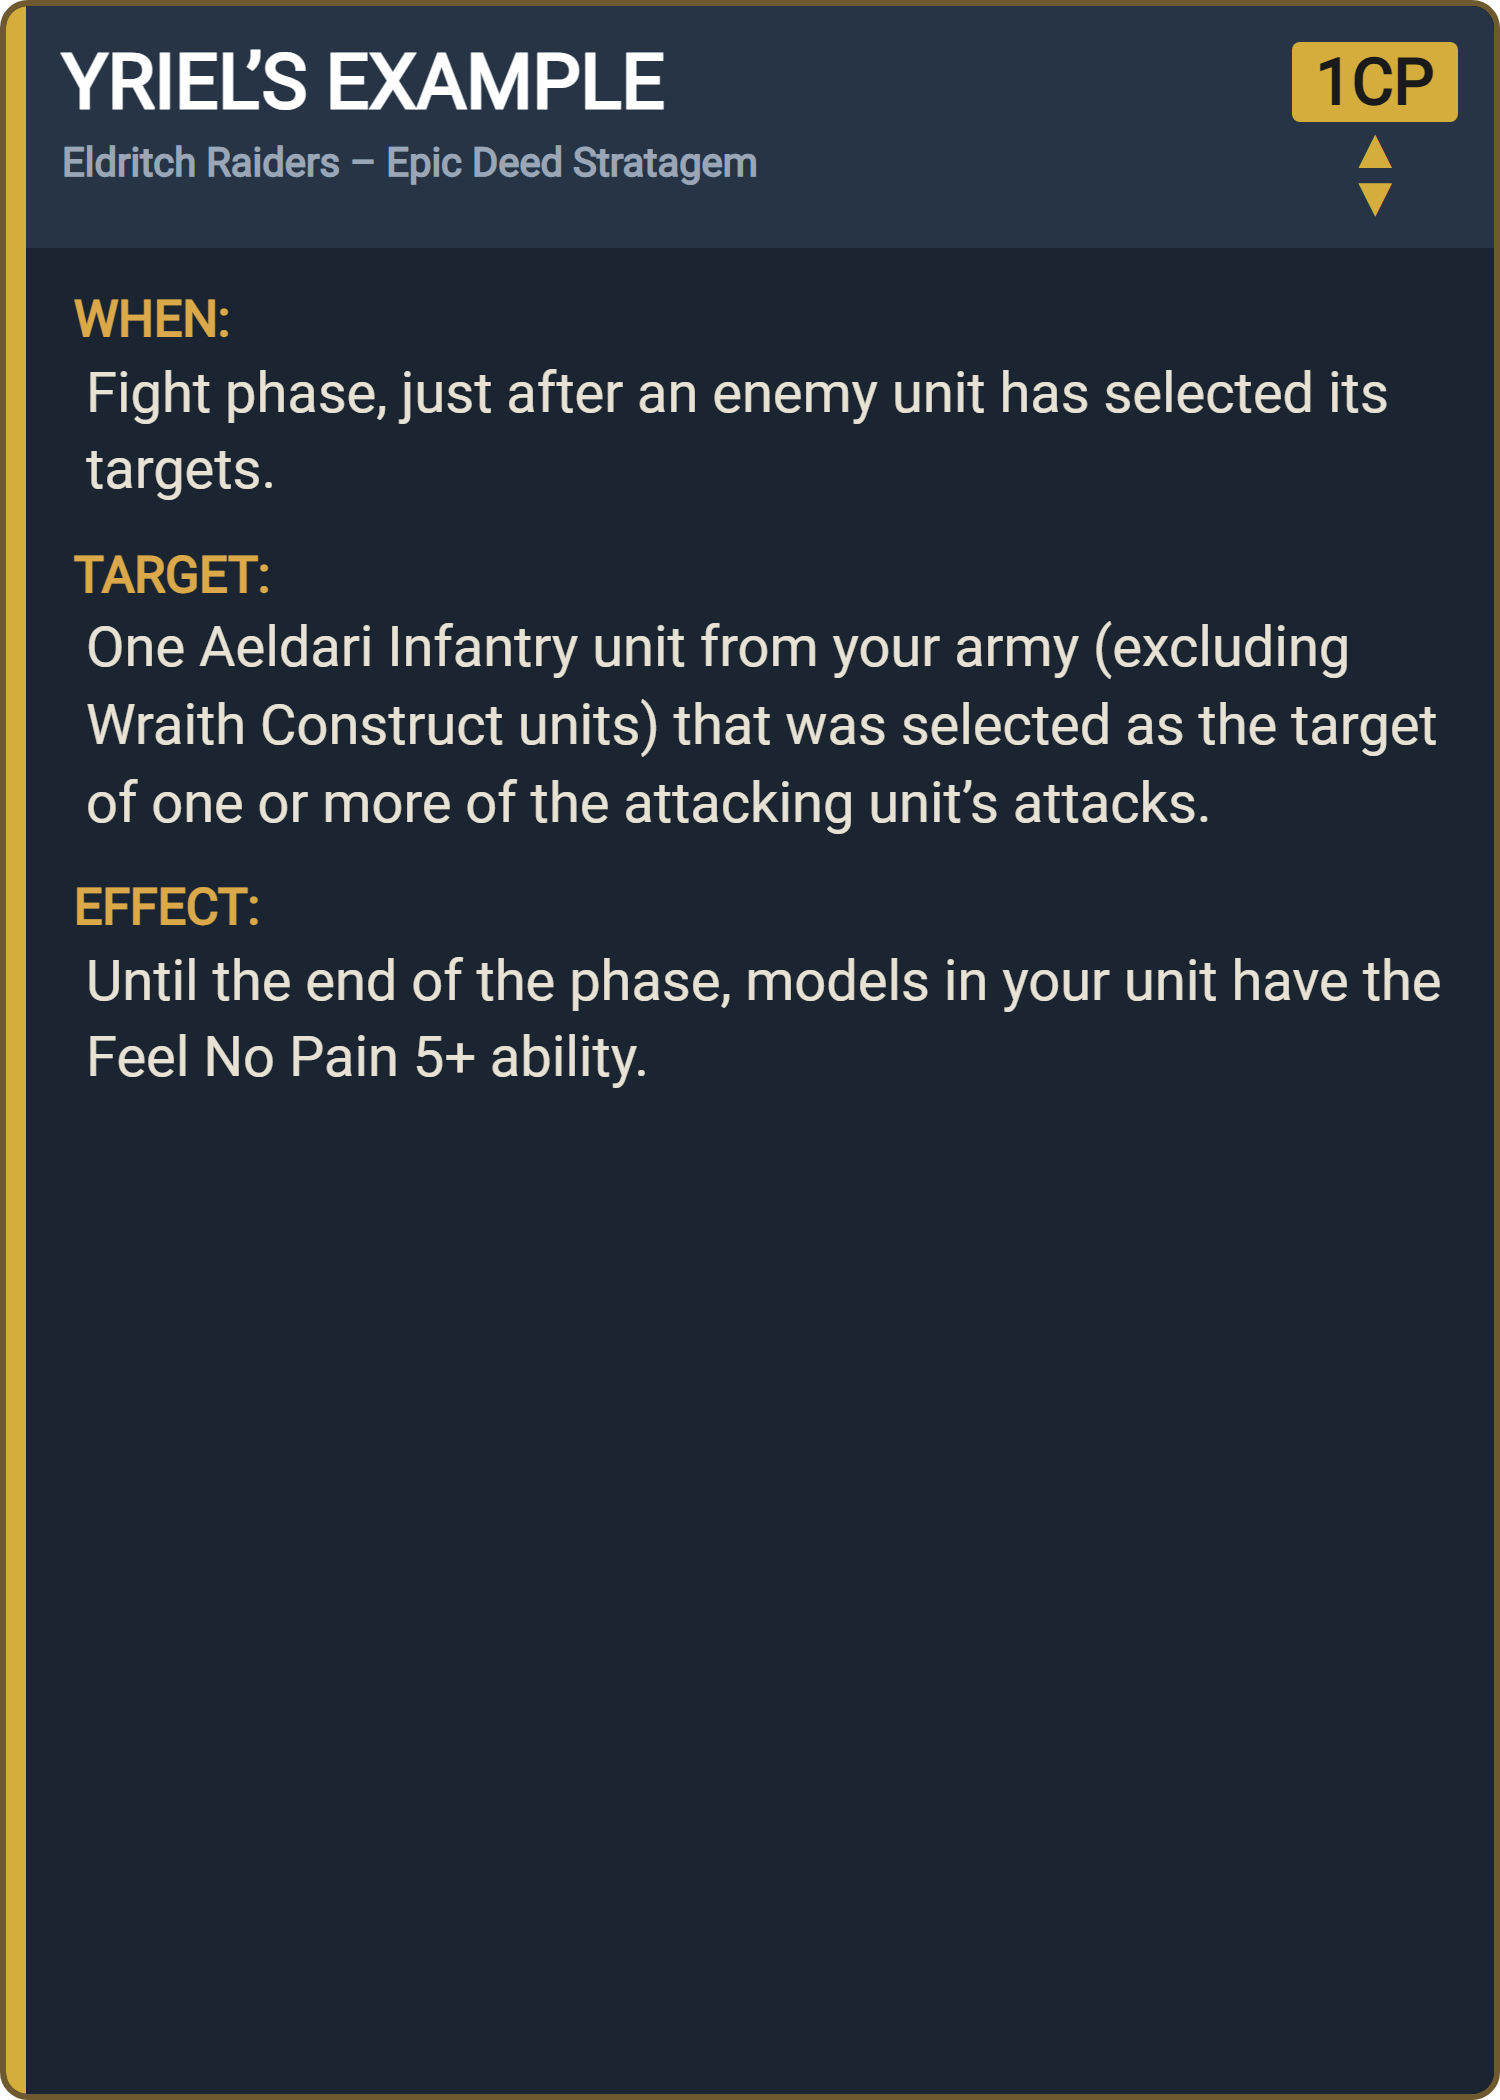 YRIEL’S EXAMPLE
1CP
Eldritch Raiders – Epic Deed Stratagem
WHEN:
Fight phase, just after an enemy unit has selected its
targets.
TARGET:
One Aeldari Infantry unit from your army (excluding
Wraith Construct units) that was selected as the target
of one or more of the attacking unit’s attacks.
EFFECT:
Until the end of the phase, models in your unit have the
Feel No Pain 5+ ability.